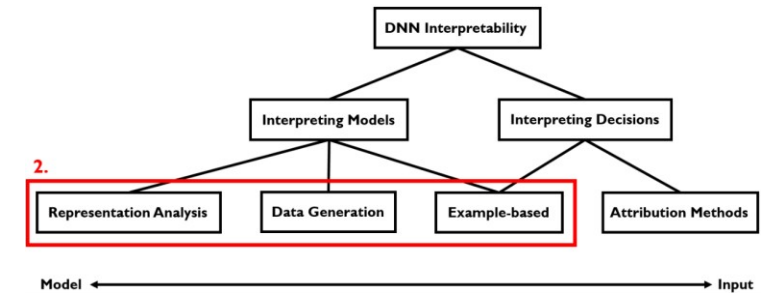 DNN Interpretability
Interpreting Models
Interpreting Decisions
2.
Representation Analysis
Data Generation
Example-based
Attribution Methods
Model
Input